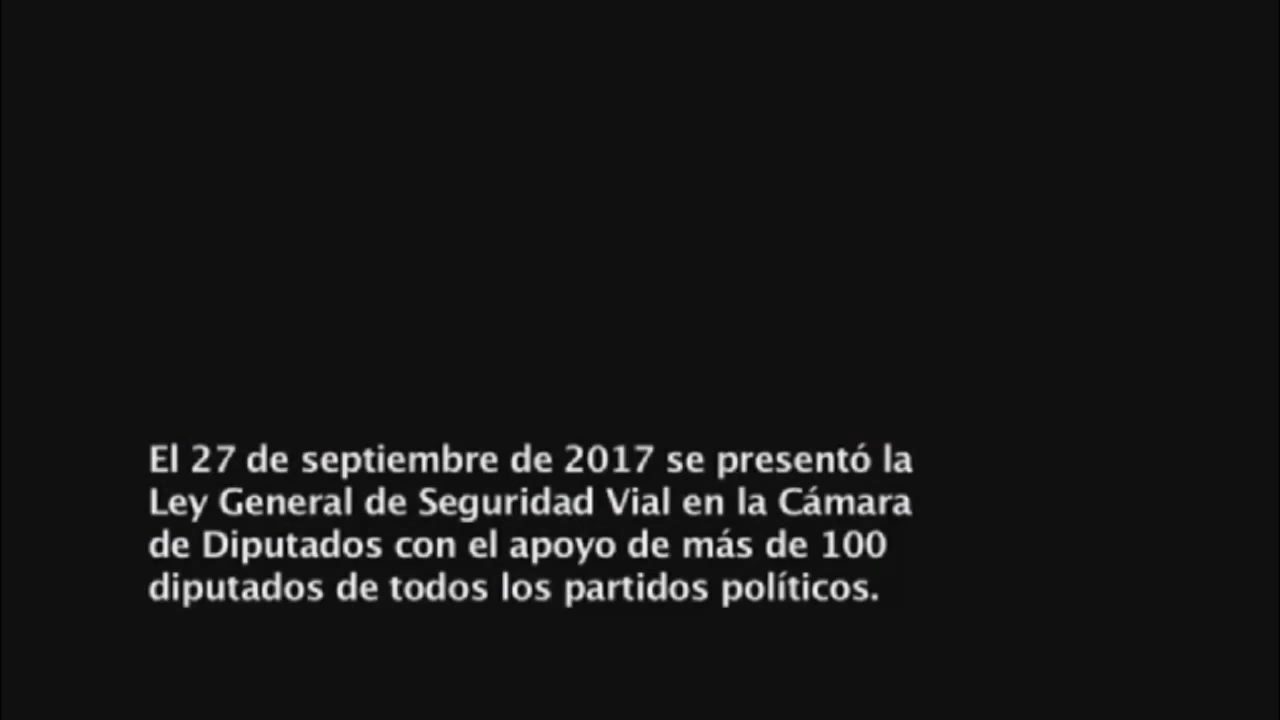 El 27 de septiembre de 2017 se presentó la
Ley General de Seguridad Vial en la Cámara
de Diputados con el apoyo de más de 100
diputados de todos los partidos políticos.